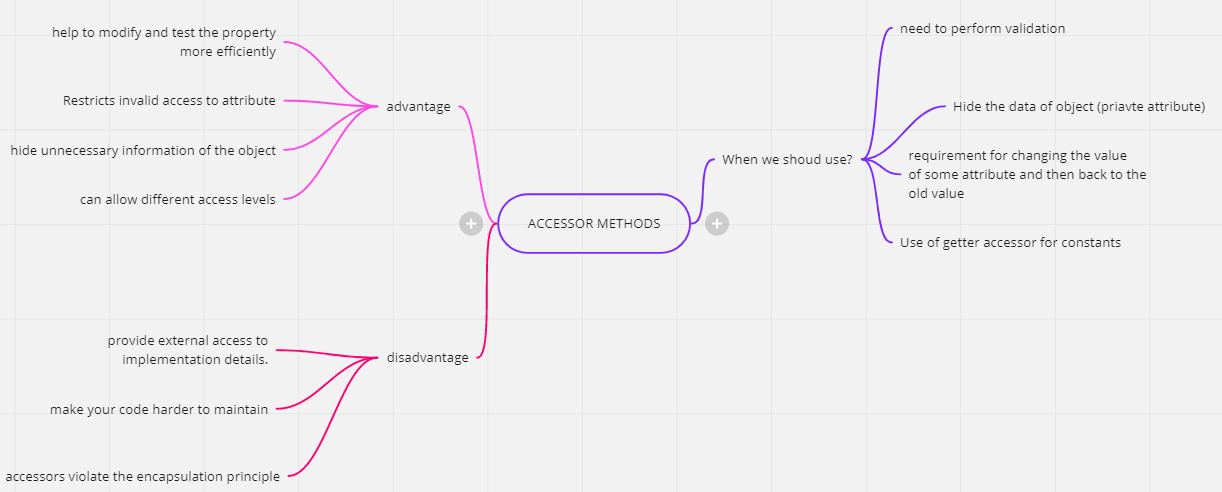 help to modify and test the property
more efficiently
Restricts invalid access to attribute
hide unnecessary information of the object
can allow different access levels
advantage
ACCESSOR METHODS
disadvantage
provide external access to
implementation details.
make your code harder to maintain
accessors violate the encapsulation principle
When we shoud use?
need to perform validation
Hide the data of object (priavte attribute)
requirement for changing the value
of some attribute and then back to the
old value
Use of getter accessor for constants